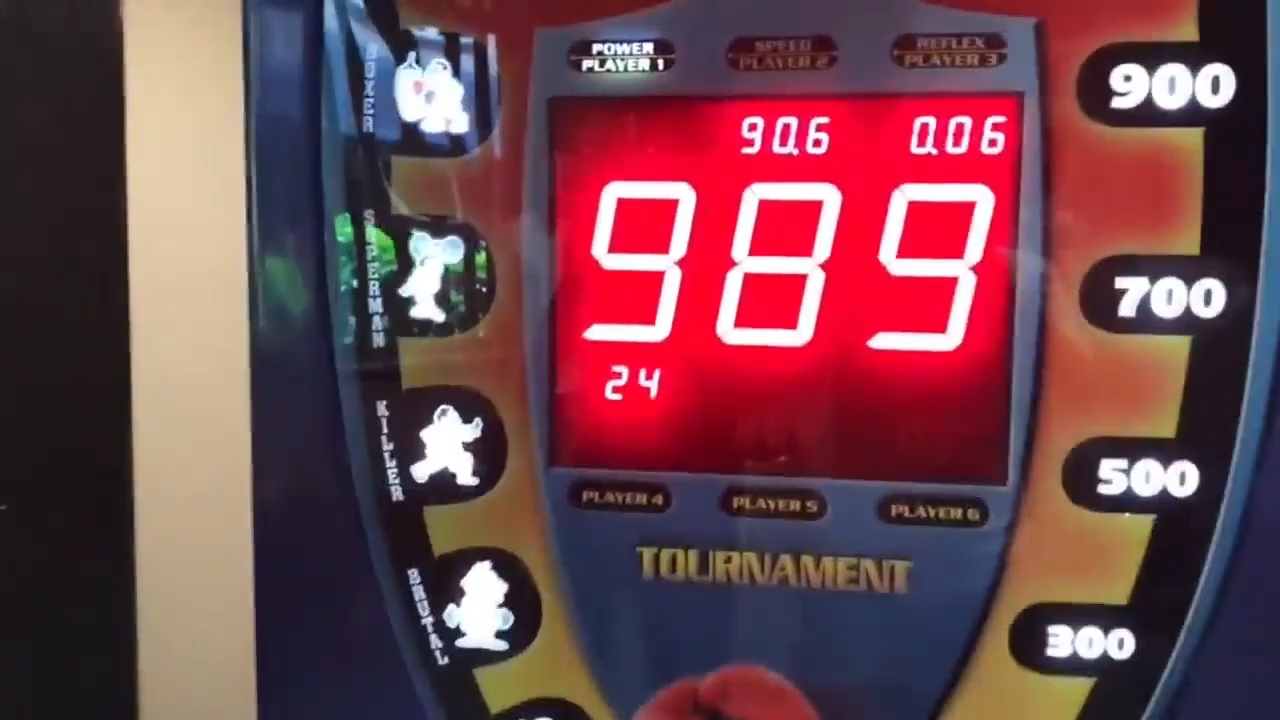 POWER
PLAYER 1
SPEED
PLAYER 2
REFLEX
PLAYER 3
90.6
0.06
989
24
PLAYER 4
PLAYER 5
PLAYER 6
TOURNAMENT
BOXER
SUPERMAN
KILLER
BRUTAL
900
700
500
300